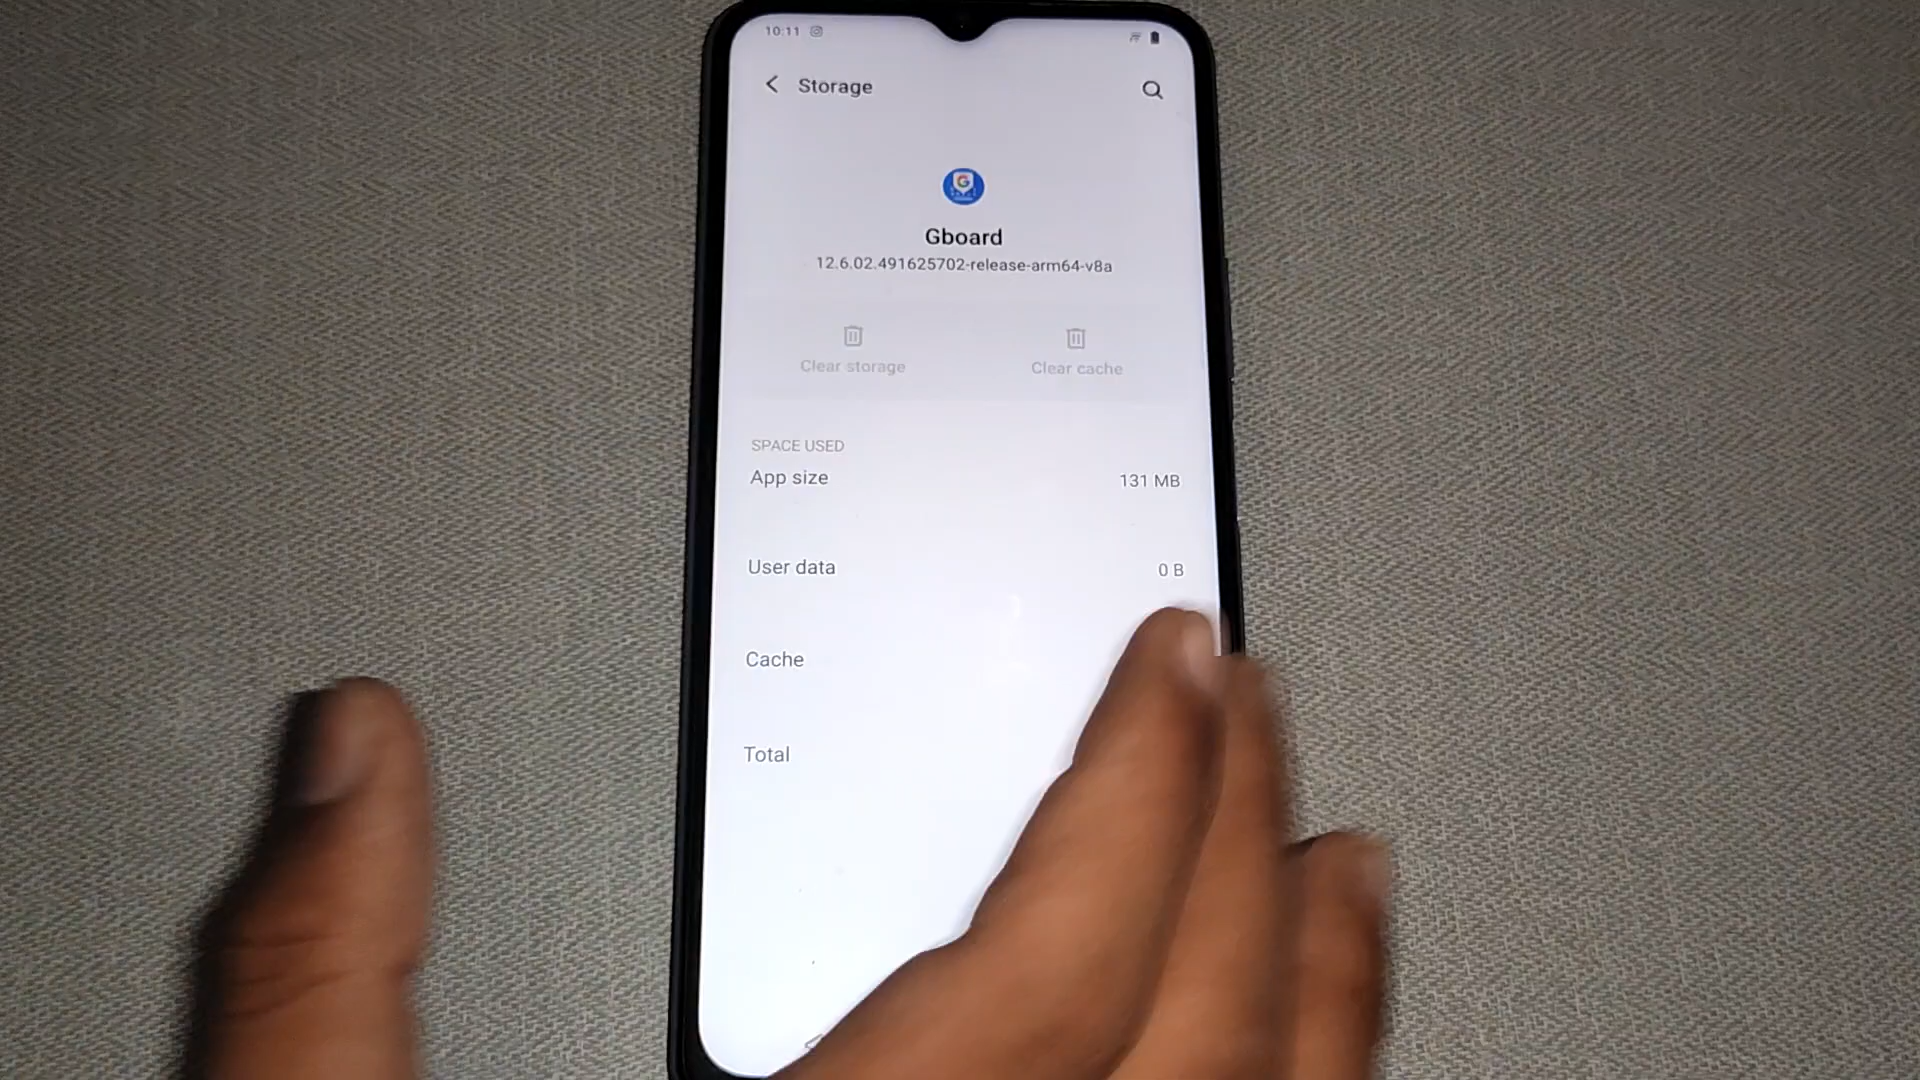 10:11
Storage
Gboard
12.6.02.491625702-release-arm64-v8a
Clear storage
Clear cache
SPACE USED
App size
131 MB
User data
0 B
Cache
Total